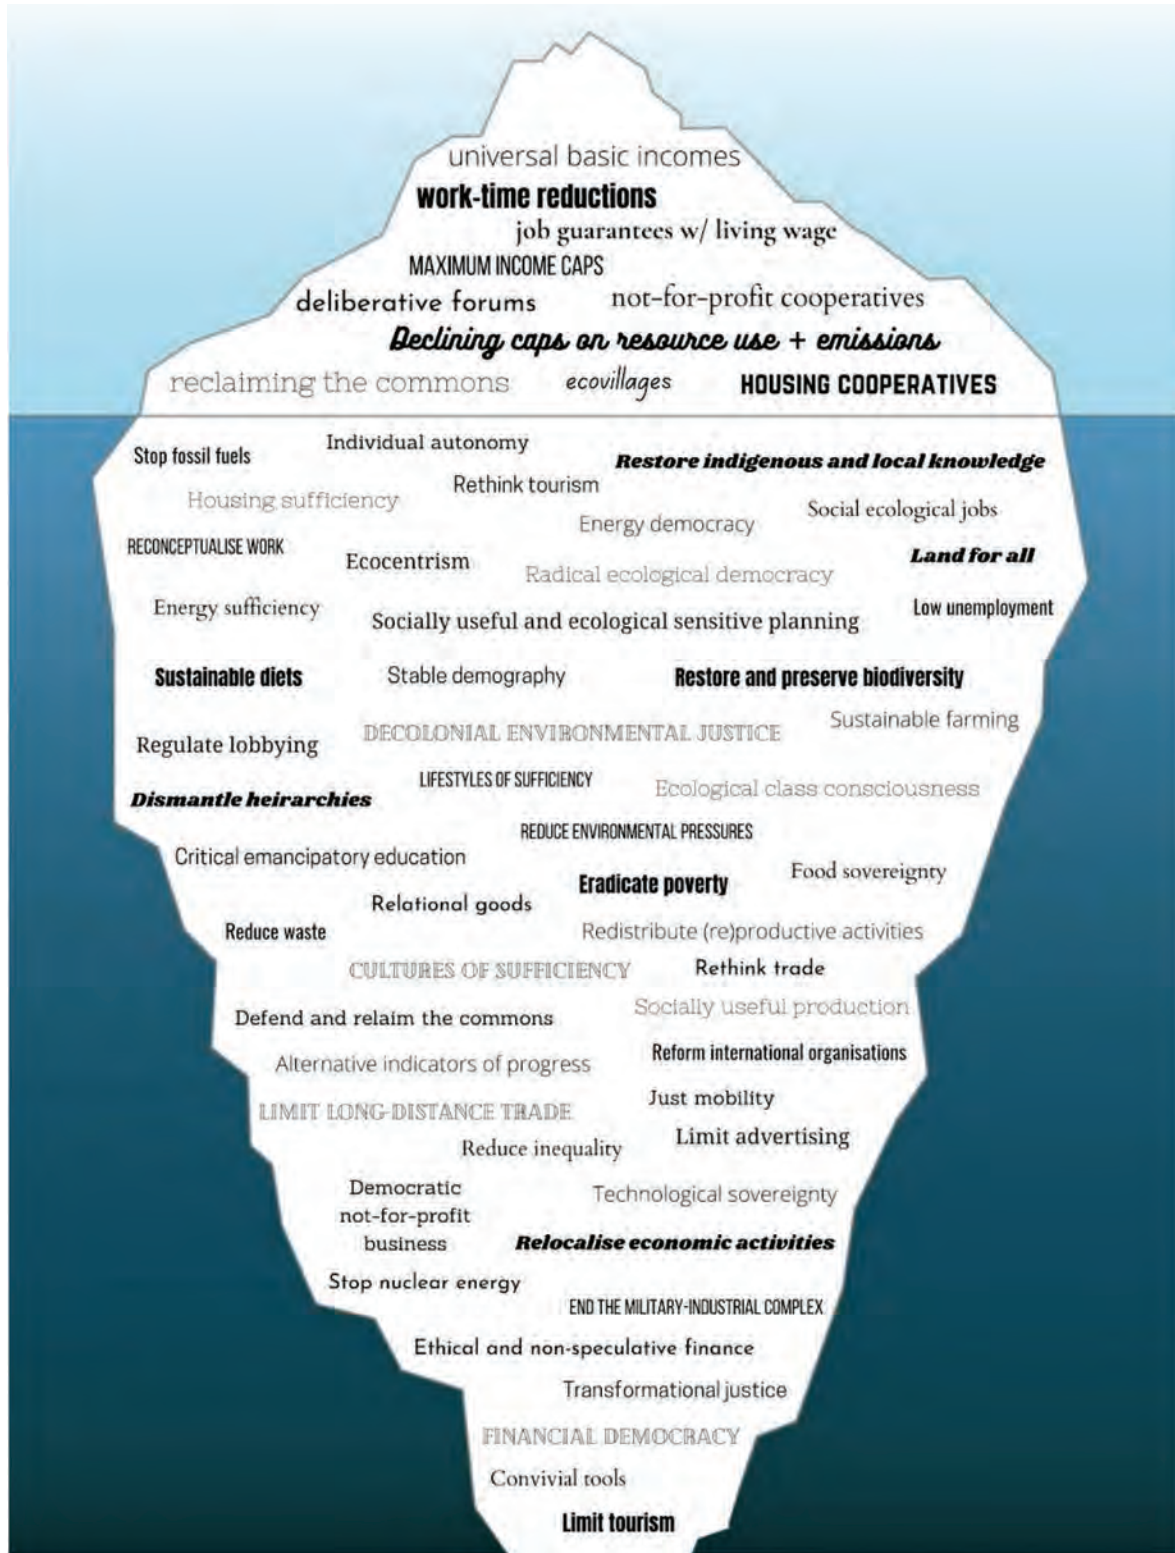 universal basic incomes
work-time reductions
job guarantees w/ living wage
MAXIMUM INCOME CAPS
deliberative forums
not-for-profit cooperatives
Declining caps on resource use + emissions
reclaiming the commons
ecovillages
HOUSING COOPERATIVES
Stop fossil fuels
Individual autonomy
Restore indigenous and local knowledge
Housing sufficiency
Rethink tourism
Energy democracy
Social ecological jobs
RECONCEPTUALISE WORK
Ecocentrism
Radical ecological democracy
Land for all
Energy sufficiency
Socially useful and ecological sensitive planning
Low unemployment
Sustainable diets
Stable demography
Restore and preserve biodiversity
Regulate lobbying
DECOLONIAL ENVIRONMENTAL JUSTICE
Sustainable farming
Dismantle heirarchies
LIFESTYLES OF SUFFICIENCY
Ecological class consciousness
REDUCE ENVIRONMENTAL PRESSURES
Critical emancipatory education
Eradicate poverty
Food sovereignty
Relational goods
Reduce waste
Redistribute (re)productive activities
CULTURES OF SUFFICIENCY
Rethink trade
Defend and relaim the commons
Socially useful production
Alternative indicators of progress
Reform international organisations
LIMIT LONG-DISTANCE TRADE
Just mobility
Reduce inequality
Limit advertising
Democratic
not-for-profit
business
Technological sovereignty
Relocalise economic activities
Stop nuclear energy
END THE MILITARY-INDUSTRIAL COMPLEX
Ethical and non-speculative finance
Transformational justice
FINANCIAL DEMOCRACY
Convivial tools
Limit tourism